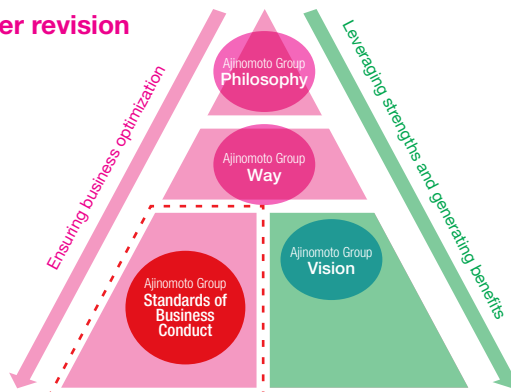 er revision
Ajinomoto Group
Philosophy
Ajinomoto Group
Way
Ajinomoto Group
Standards of
Business
Conduct
Ajinomoto Group
Vision
Ensuring business optimization
Leveraging strengths and generating benefits